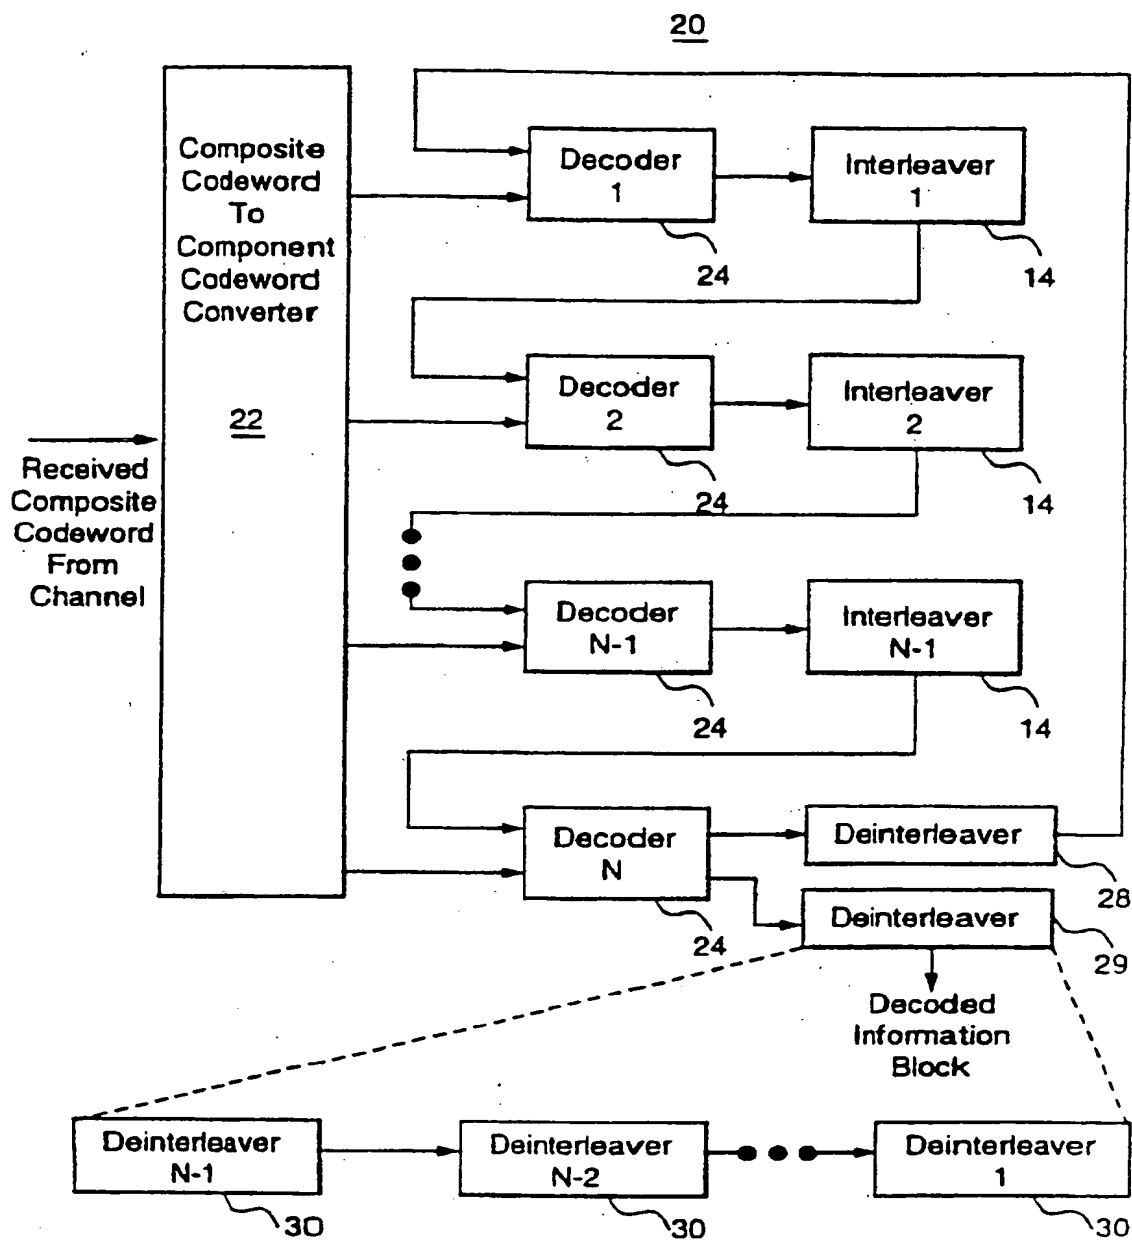 20
Composite
Codeword
To
Component
Codeword
Converter
22
Received
Composite
Codeword
From
Channel
Decoder
1
24
Interleaver
1
14
Decoder
2
24
Interleaver
2
14
Decoder
N-1
24
Interleaver
N-1
14
Decoder
N
24
Deinterleaver
28
Deinterleaver
29
Decoded
Information
Block
Deinterleaver
N-1
30
Deinterleaver
N-2
30
Deinterleaver
1
30